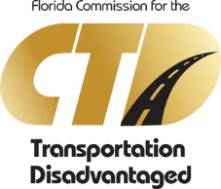 Florida Commission for the
CTD
Transportation
Disadvantaged